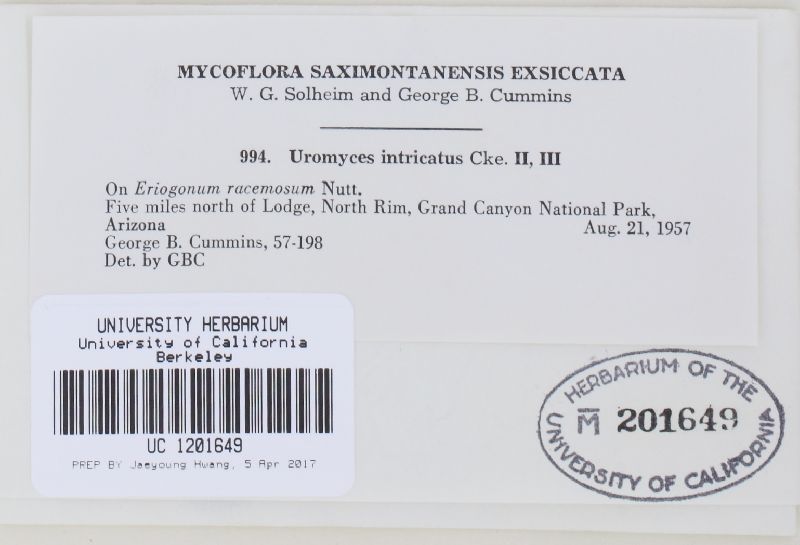 MYCOFLORA SAXIMONTANENSIS EXSICCATA
W. G. Solheim and George B. Cummins
994. Uromyces intricatus Cke. II, III
On Eriogonum racemosum Nutt.
Five miles north of Lodge, North Rim, Grand Canyon National Park,
Arizona Aug. 21, 1957
George B. Cummins, 57-198
Det. by GBC
UNIVERSITY HERBARIUM
University of California
Berkeley
UC 1201649
PREP BY Jaeyoung Hwang, 5 Apr 2017
HERBARIUM OF THE
M̅ 201649
UNIVERSITY OF CALIFORNIA